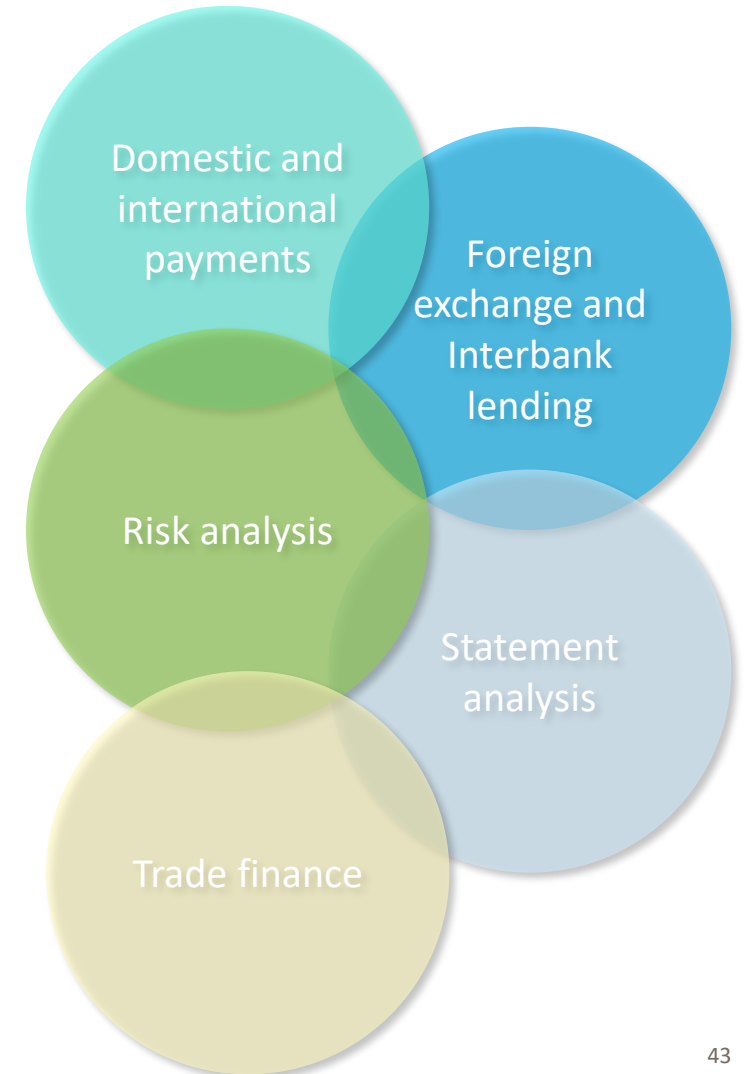 Domestic and
international
payments
Foreign
exchange and
Interbank
lending
Risk analysis
Statement
analysis
Trade finance
43